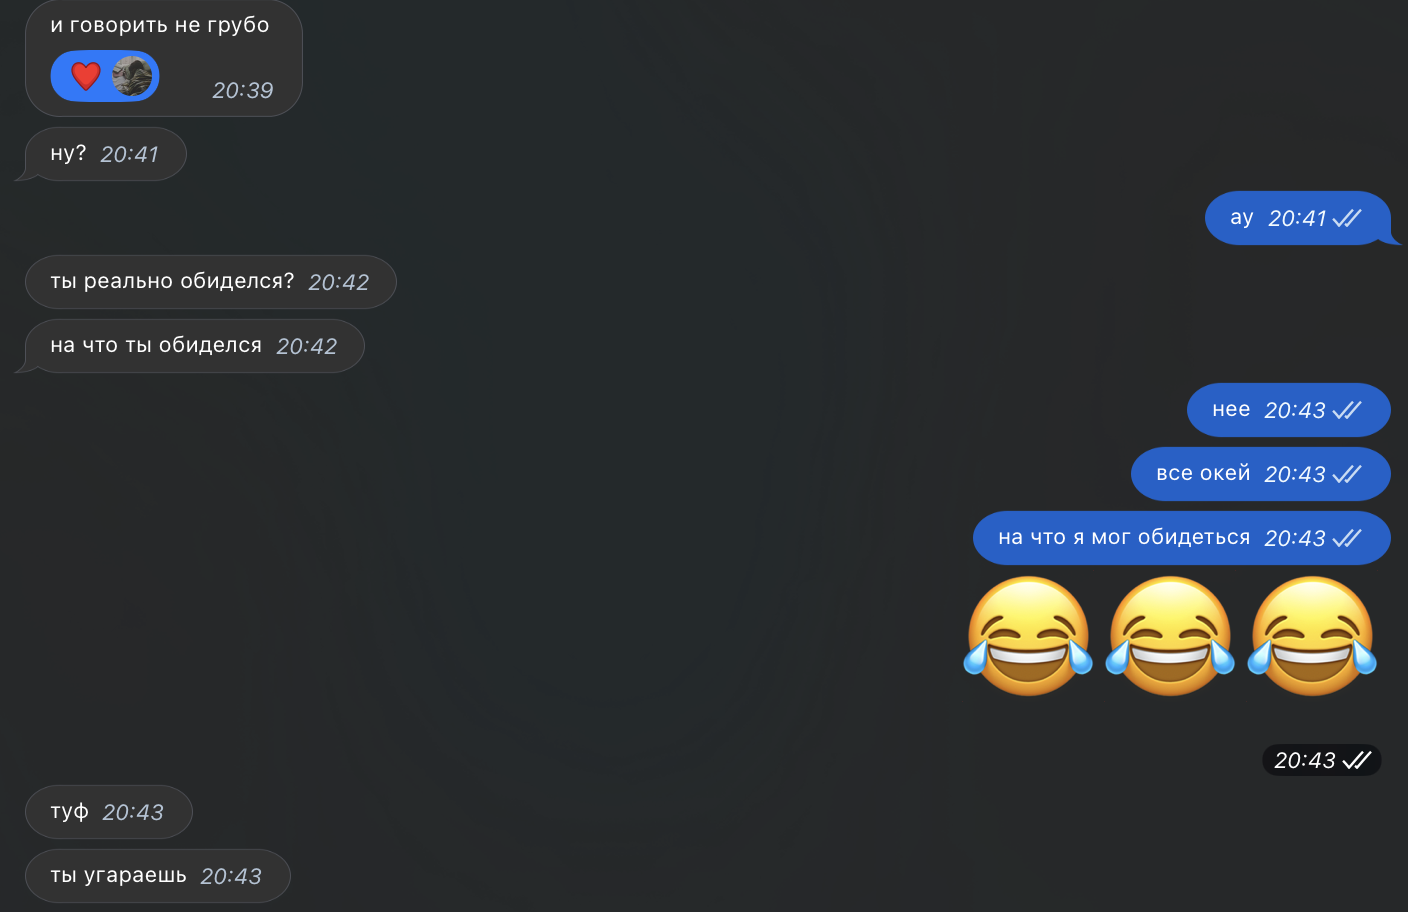 и говорить не грубо
20:39
ну? 20:41
ау 20:41
ты реально обиделся? 20:42
на что ты обиделся 20:42
нее 20:43
все окей 20:43
на что я мог обидеться 20:43
20:43
туф 20:43
ты угараешь 20:43